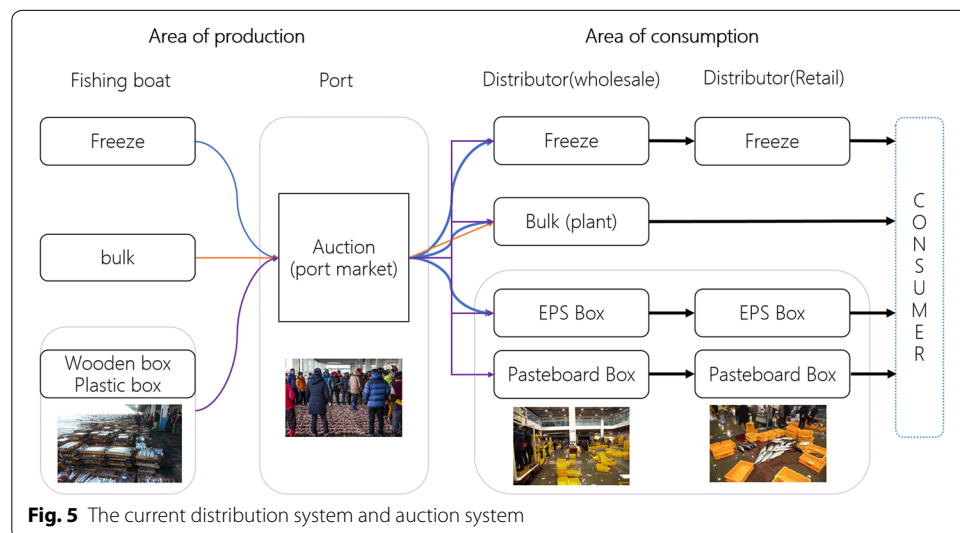 Area of production
Area of consumption
Fishing boat
Port
Distributor(wholesale)
Distributor(Retail)
Freeze
bulk
Wooden box
Plastic box
Auction
(port market)
Freeze
Freeze
Bulk (plant)
EPS Box
EPS Box
Pasteboard Box
Pasteboard Box
CONSUMER
Fig. 5 The current distribution system and auction system